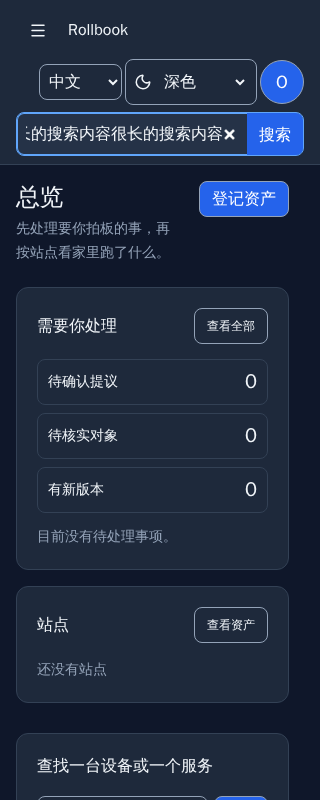 Rollbook
中文
深色
0
的搜索内容很长的搜索内容
搜索
总览
登记资产
先处理要你拍板的事，再
按站点看家里跑了什么。
需要你处理
查看全部
待确认提议
0
待核实对象
0
有新版本
0
目前没有待处理事项。
站点
查看资产
还没有站点
查找一台设备或一个服务